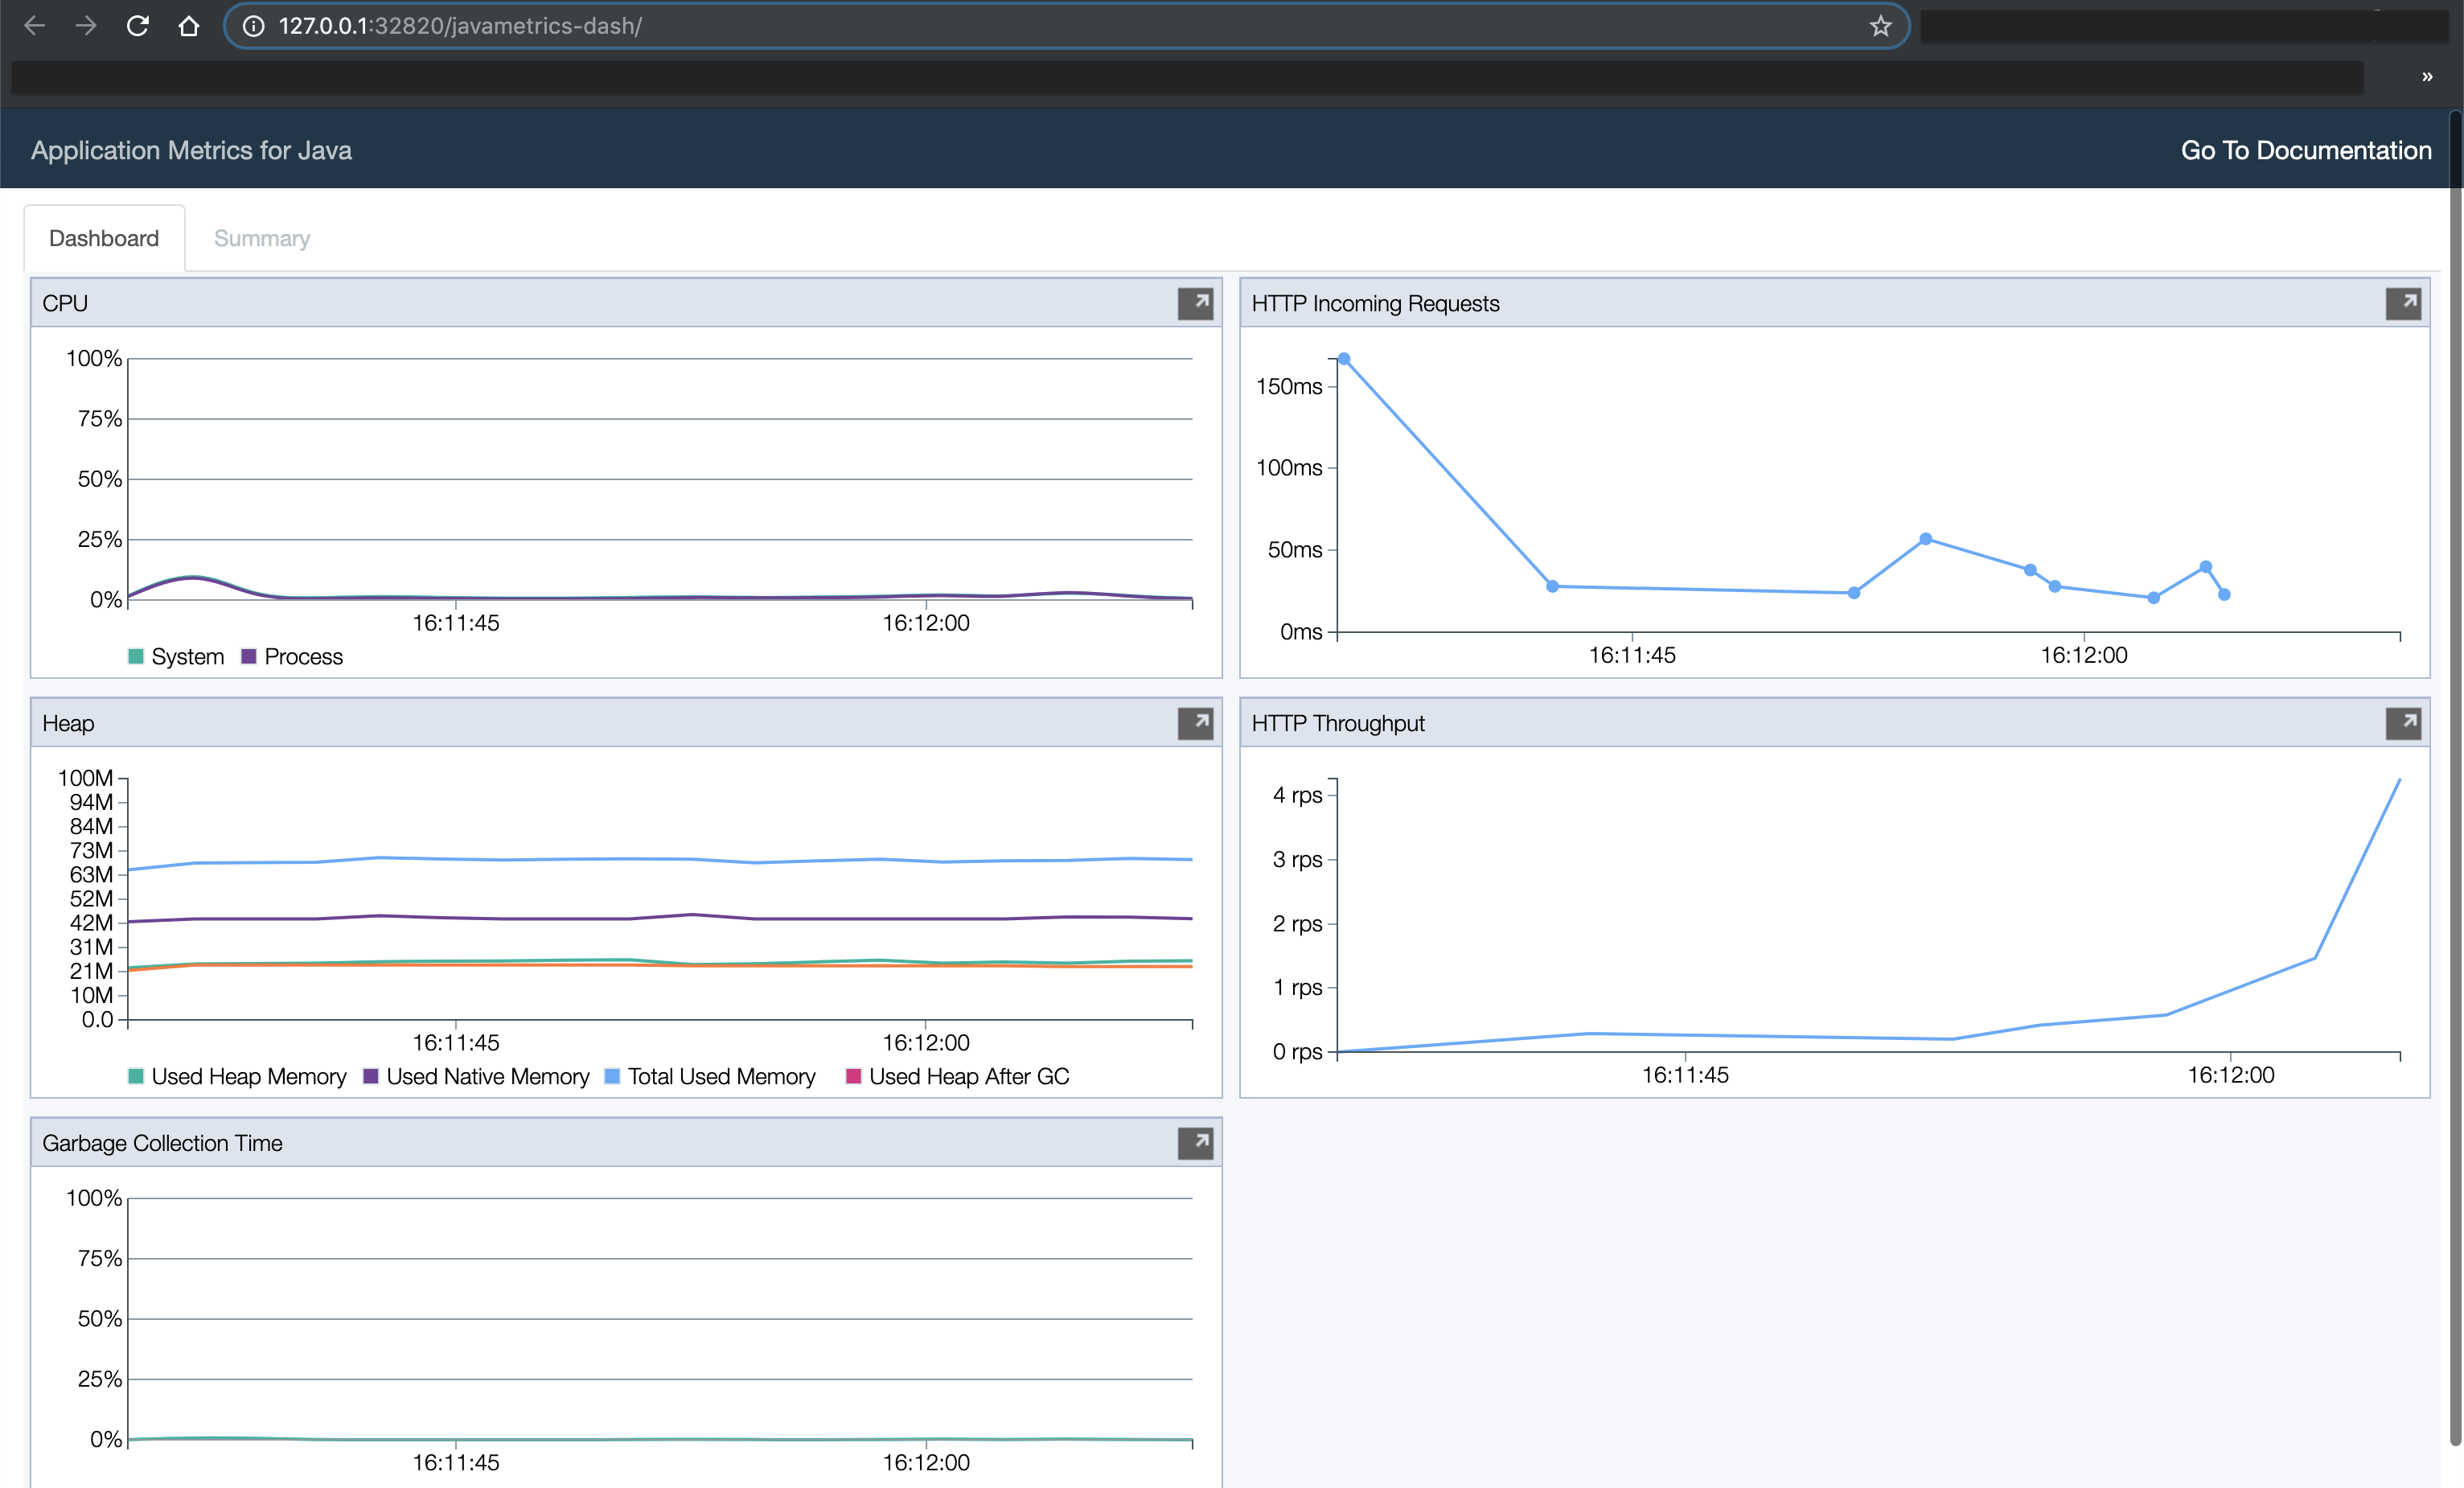 127.0.0.1:32820/javametrics-dash/
»
Application Metrics for Java
Go To Documentation
Dashboard
Summary
CPU
100%
75%
50%
25%
0%
16:11:45
16:12:00
System
Process
HTTP Incoming Requests
150ms
100ms
50ms
0ms
16:11:45
16:12:00
Heap
100M
94M
84M
73M
63M
52M
42M
31M
21M
10M
0.0
16:11:45
16:12:00
Used Heap Memory
Used Native Memory
Total Used Memory
Used Heap After GC
HTTP Throughput
4 rps
3 rps
2 rps
1 rps
0 rps
16:11:45
16:12:00
Garbage Collection Time
100%
75%
50%
25%
0%
16:11:45
16:12:00